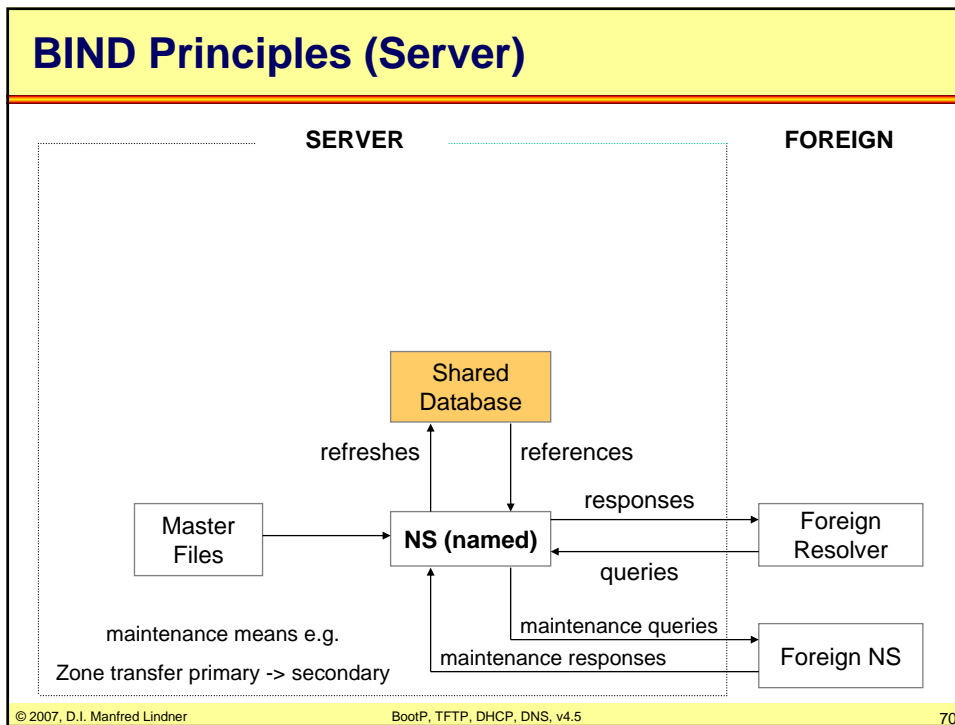 BIND Principles (Server)
SERVER
FOREIGN
Shared
Database
refreshes
references
responses
Master
Files
NS (named)
Foreign
Resolver
queries
maintenance means e.g.
maintenance queries
Zone transfer primary -> secondary
maintenance responses
Foreign NS
© 2007, D.I. Manfred Lindner
BootP, TFTP, DHCP, DNS, v4.5
70